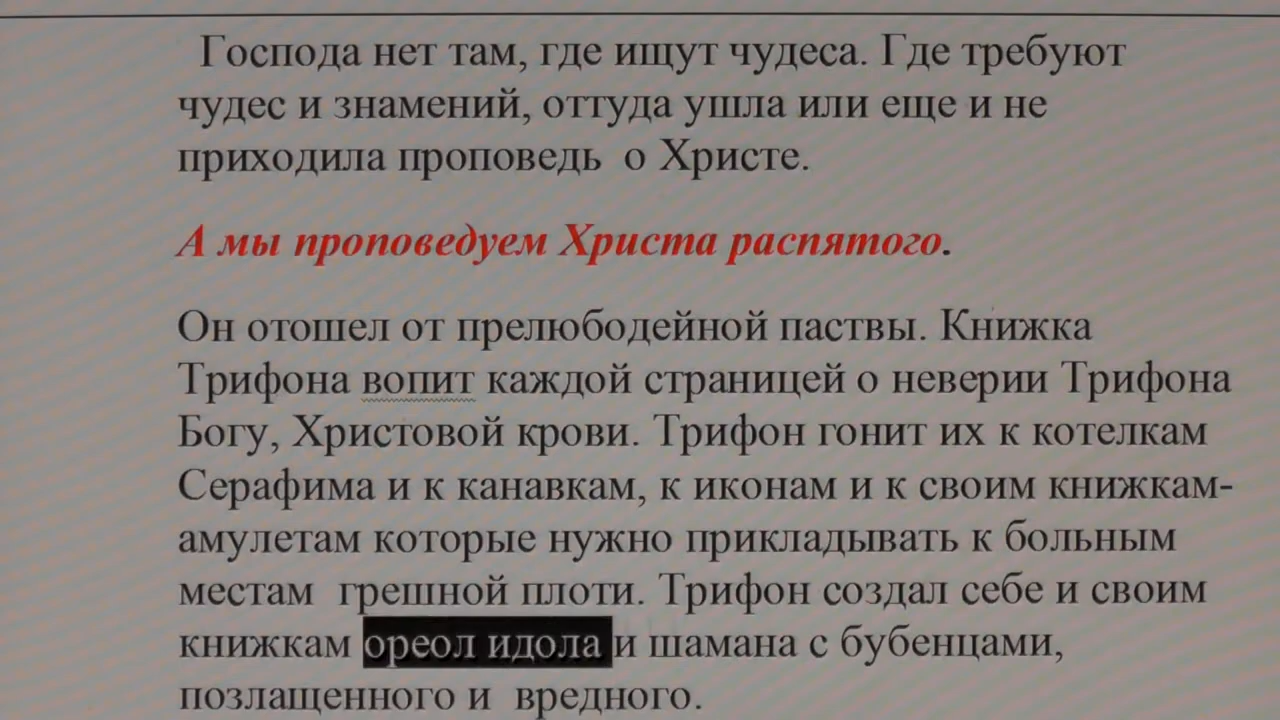 Господа нет там, где ищут чудеса. Где требуют
чудес и знамений, оттуда ушла или еще и не
приходила проповедь о Христе.
А мы проповедуем Христа распятого.
Он отошел от прелюбодейной паствы. Книжка
Трифона вопит каждой страницей о неверии Трифона
Богу, Христовой крови. Трифон гонит их к котелкам
Серафима и к канавкам, к иконам и к своим книжкам-
амулетам которые нужно прикладывать к больным
местам грешной плоти. Трифон создал себе и своим
книжкам ореол идола и шамана с бубенцами,
позлащенного и вредного.